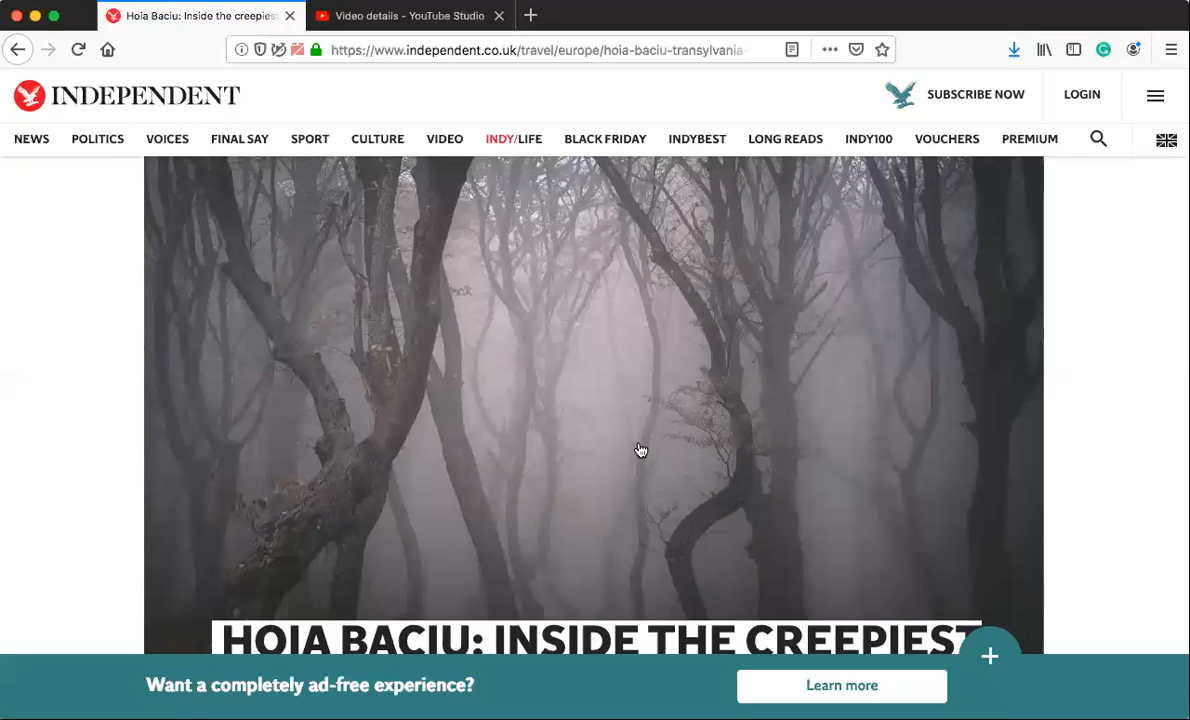 Hoia Baciu: Inside the creepiest
Video details - YouTube Studio
https://www.independent.co.uk/travel/europe/hoia-baciu-transylvania-
INDEPENDENT
SUBSCRIBE NOW
LOGIN
NEWS POLITICS VOICES FINAL SAY SPORT CULTURE VIDEO INDY/LIFE BLACK FRIDAY INDYBEST LONG READS INDY100 VOUCHERS PREMIUM
HOIA BACIU: INSIDE THE CREEPIEST
Want a completely ad-free experience?
Learn more